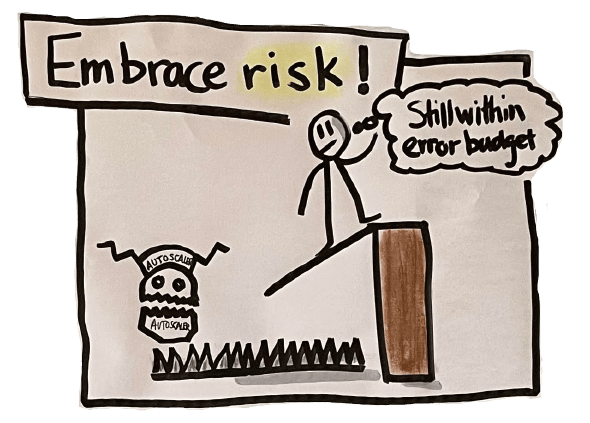 Embrace risk!
Still within
error budget
AUTOSCALER
AUTOSCALER